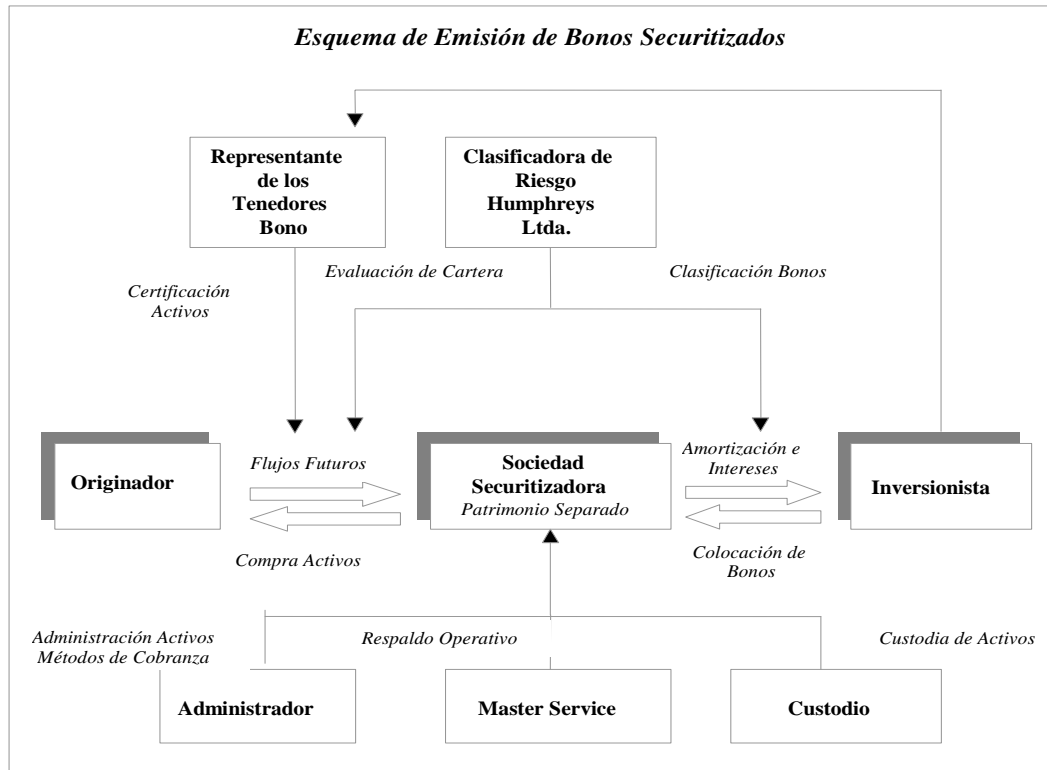 Esquema de Emisión de Bonos Securitizados
Representante
de los
Tenedores
Bono
Clasificadora de
Riesgo
Humphreys
Ltda.
Certificación
Activos
Evaluación de Cartera
Clasificación Bonos
Originador
Flujos Futuros
Compra Activos
Sociedad
Securitizadora
Patrimonio Separado
Amortización e
Intereses
Colocación de
Bonos
Inversionista
Administración Activos
Métodos de Cobranza
Respaldo Operativo
Custodia de Activos
Administrador
Master Service
Custodio